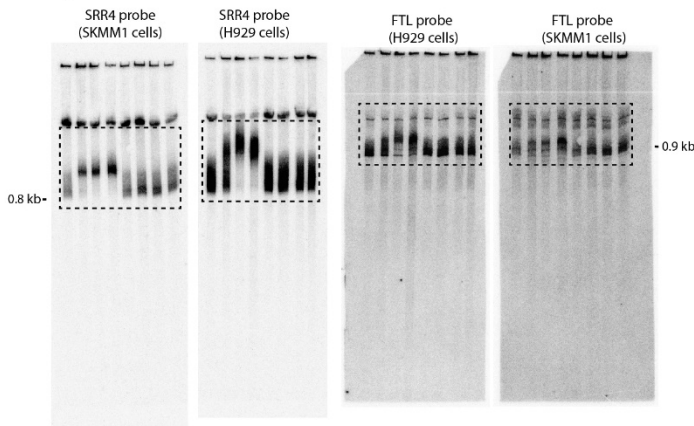 SRR4 probe
(SKMM1 cells)
SRR4 probe
(H929 cells)
FTL probe
(H929 cells)
FTL probe
(SKMM1 cells)
0.8 kb-
- 0.9 kb